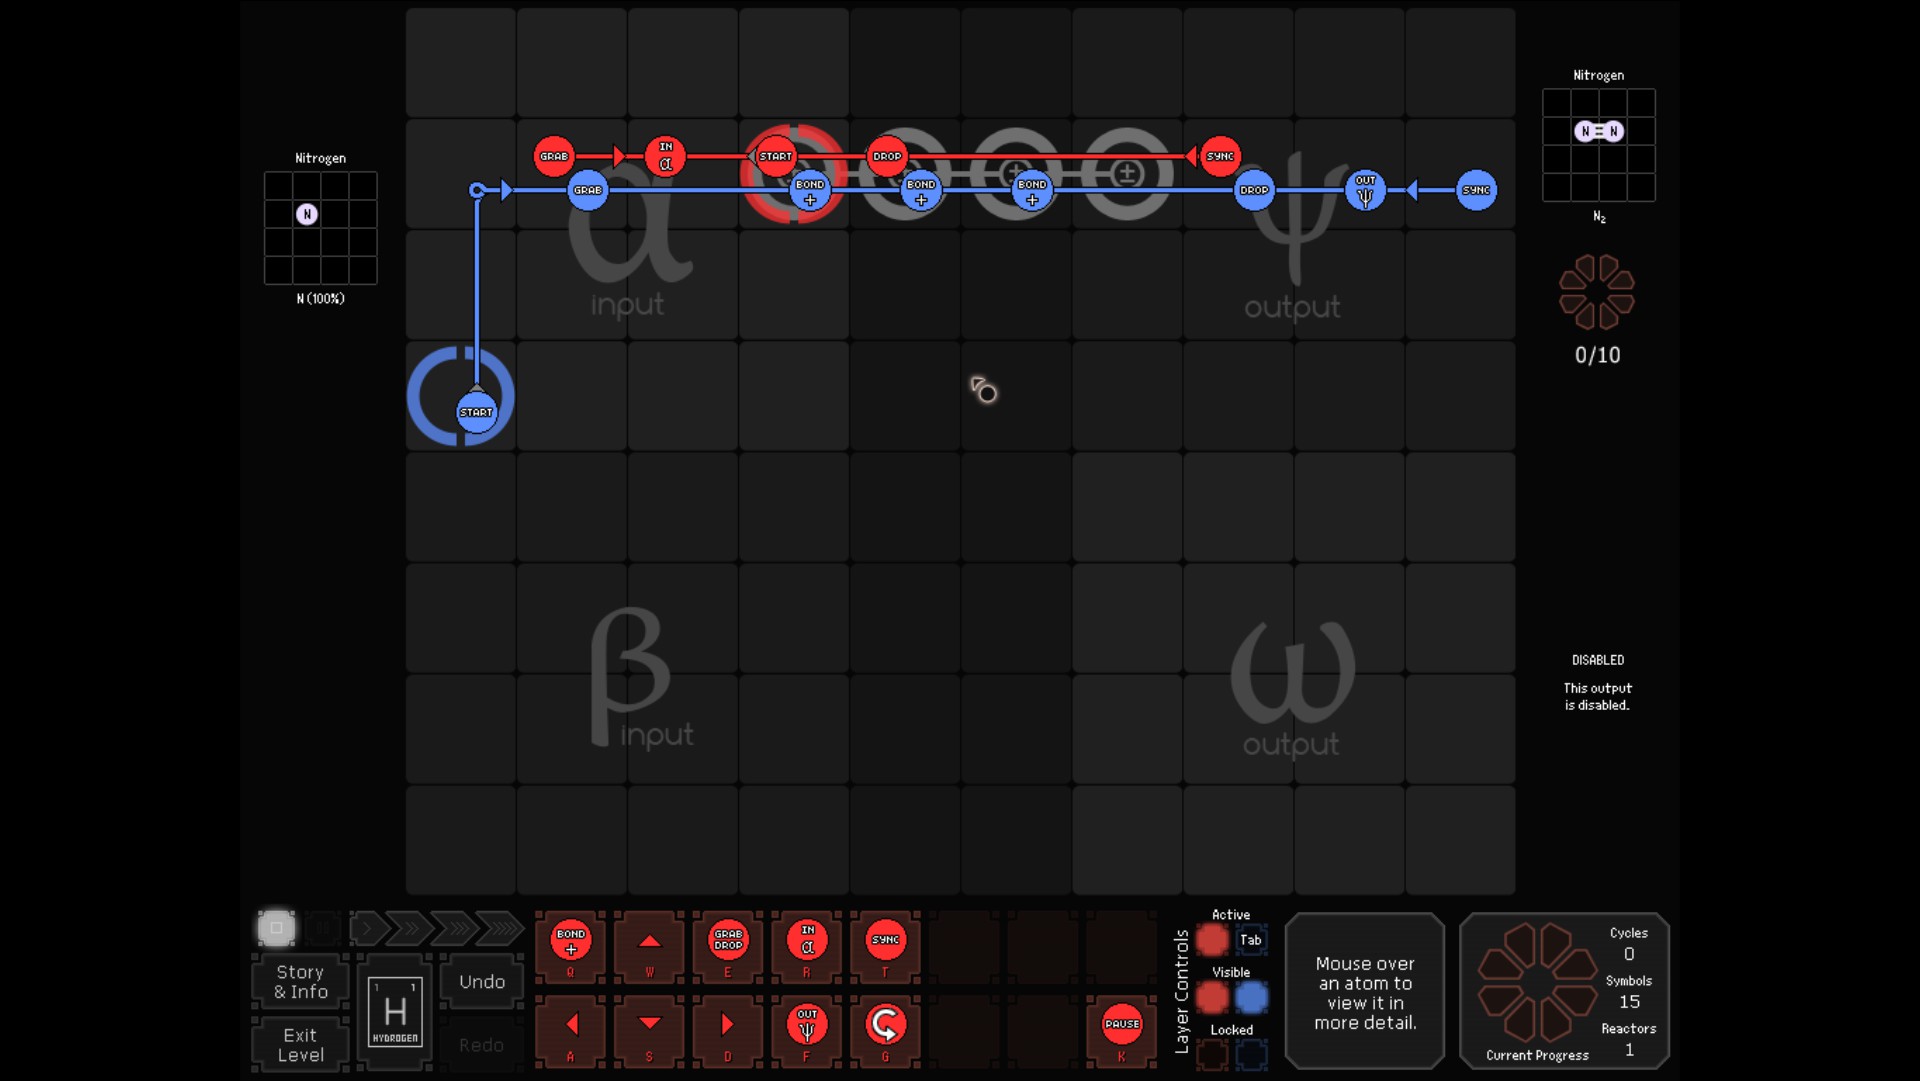 Nitrogen
N
N (100%)
GRAB
IN
α
START
DROP
SYNC
GRAB
BOND
+
BOND
+
BOND
+
DROP
OUT
ψ
SYNC
START
α
input
ψ
output
β
input
ω
output
Nitrogen
N N
N₂
0/10
DISABLED
This output
is disabled.
Story
& Info
Exit
Level
1 1
H
HYDROGEN
Undo
Redo
BOND
+
Q
W
GRAB
DROP
E
IN
α
R
SYNC
T
A
S
D
OUT
ψ
F
G
PAUSE
K
Layer Controls
Active
Tab
Visible
Locked
Mouse over
an atom to
view it in
more detail.
Current Progress
Cycles
0
Symbols
15
Reactors
1